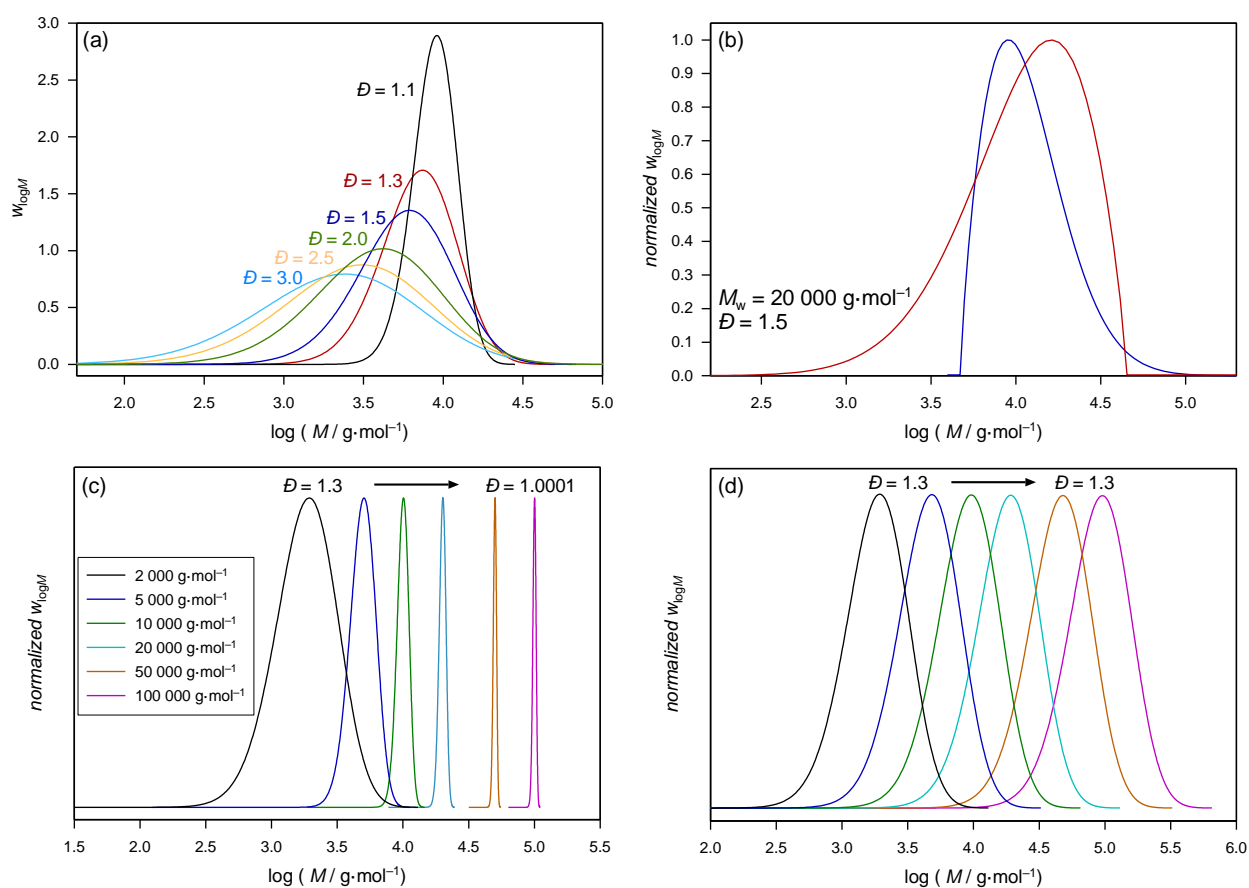 (a)
3.0
2.5
2.0
1.5
1.0
0.5
0.0
w_logM
Đ = 1.1
Đ = 1.3
Đ = 1.5
Đ = 2.0
Đ = 2.5
Đ = 3.0
2.0 2.5 3.0 3.5 4.0 4.5 5.0
log ( M / g·mol⁻¹)
(b)
1.0
0.9
0.8
0.7
0.6
0.5
0.4
0.3
0.2
0.1
0.0
normalized w_logM
M_w = 20 000 g·mol⁻¹
Đ = 1.5
2.5 3.0 3.5 4.0 4.5 5.0
log ( M / g·mol⁻¹)
(c)
Đ = 1.3 Đ = 1.0001
normalized w_logM
2 000 g·mol⁻¹
5 000 g·mol⁻¹
10 000 g·mol⁻¹
20 000 g·mol⁻¹
50 000 g·mol⁻¹
100 000 g·mol⁻¹
1.5 2.0 2.5 3.0 3.5 4.0 4.5 5.0 5.5
log ( M / g·mol⁻¹)
(d)
Đ = 1.3 Đ = 1.3
normalized w_logM
2.0 2.5 3.0 3.5 4.0 4.5 5.0 5.5 6.0
log ( M / g·mol⁻¹)